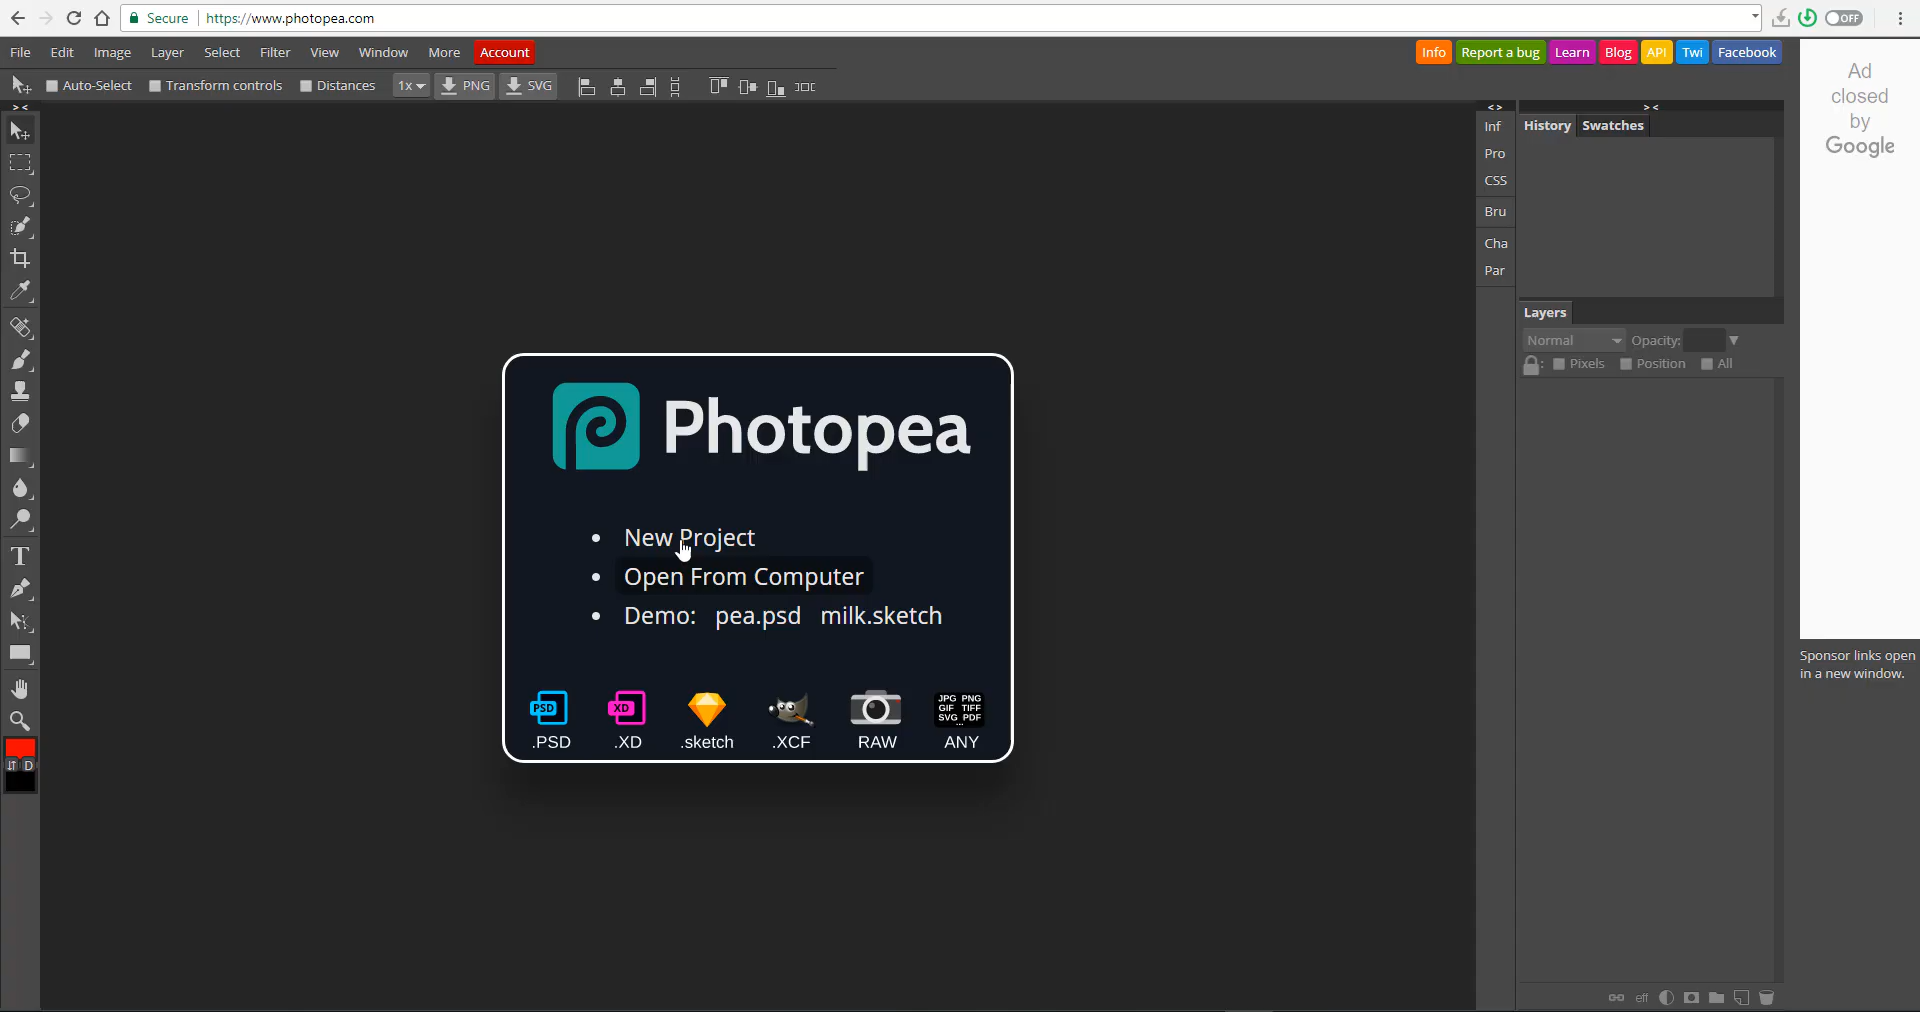 Secure https://www.photopea.com OFF
File Edit Image Layer Select Filter View Window More Account Info Report a bug Learn Blog API Twi Facebook
Auto-Select Transform controls Distances 1x PNG SVG
> <
< >
> <
Inf
Pro
CSS
Bru
Cha
Par
History Swatches
Layers
Normal Opacity:
Pixels Position All
Ad
closed
by
Google
Sponsor links open
in a new window.
Photopea
• New Project
• Open From Computer
• Demo: pea.psd milk.sketch
PSD XD JPG PNG
GIF TIFF
SVG PDF
...
.PSD .XD .sketch .XCF RAW ANY
T
D
eff